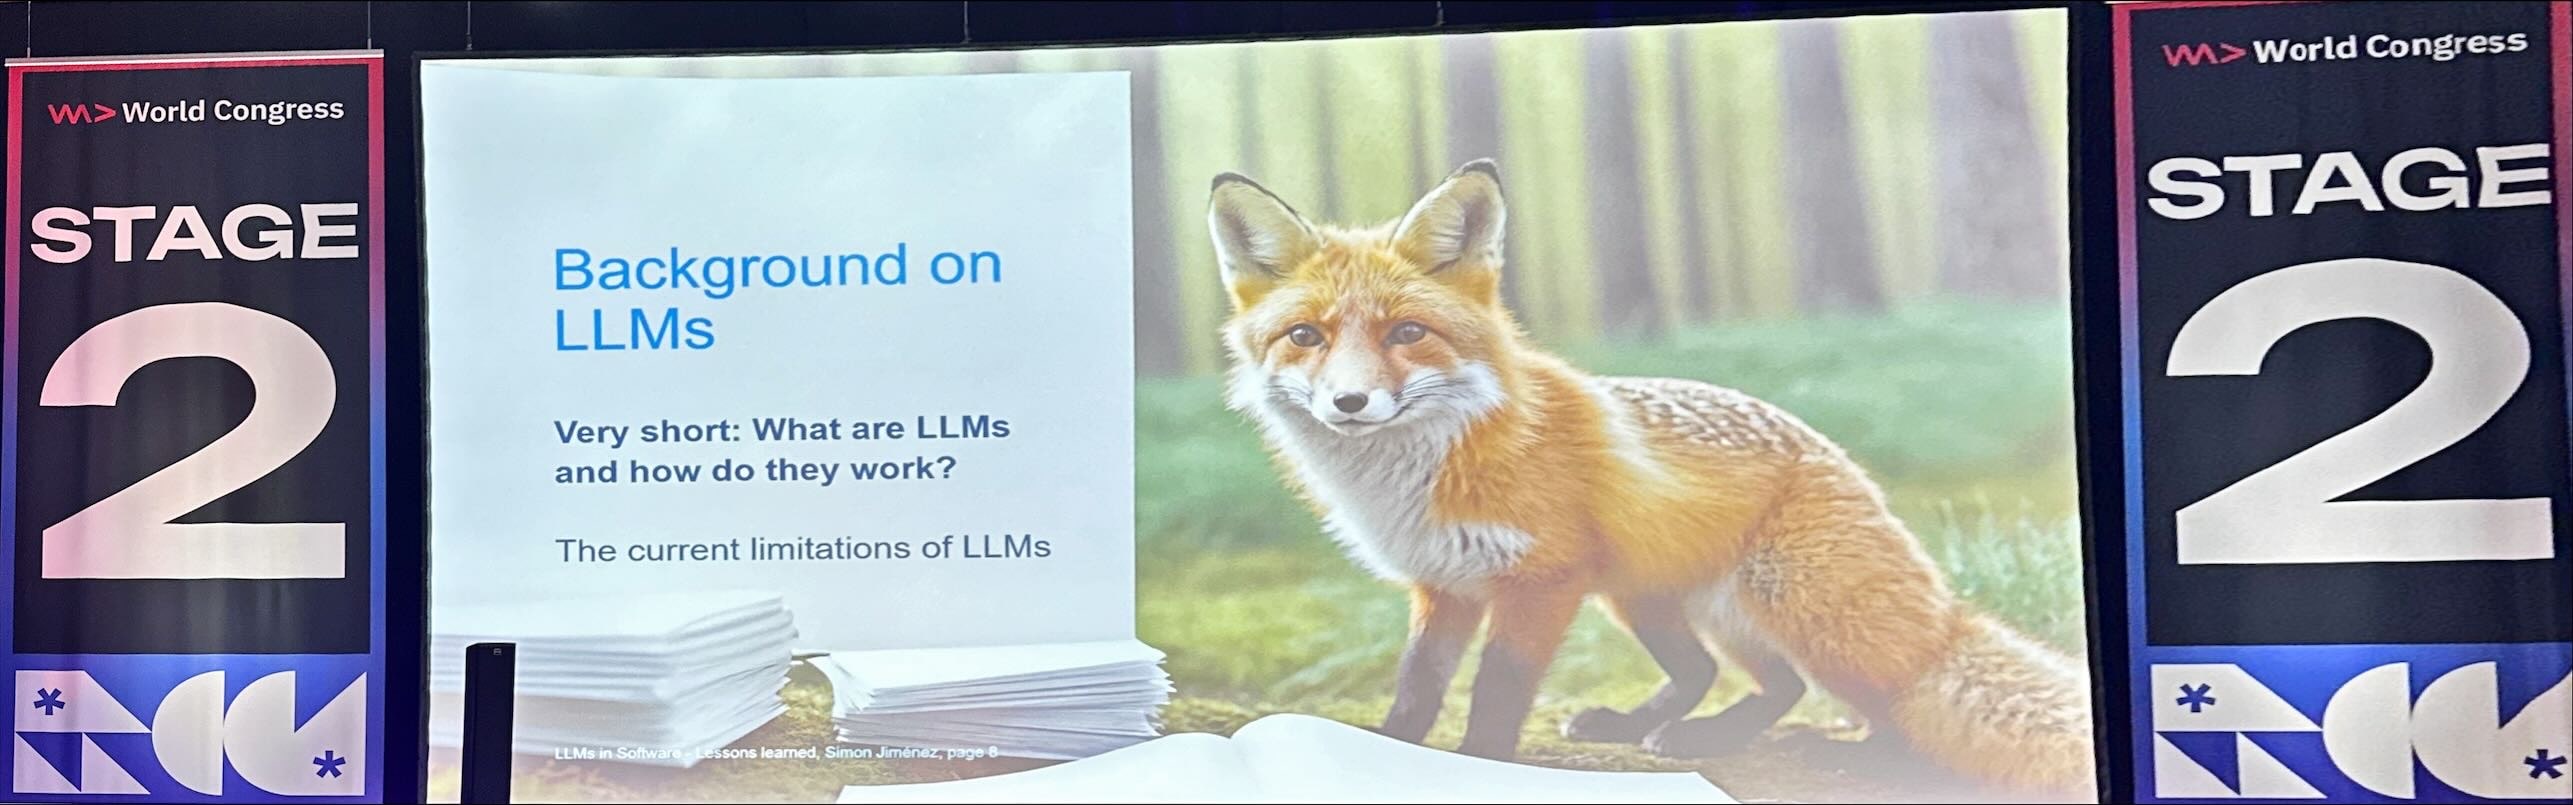 World Congress
STAGE
2
Background on
LLMs
Very short: What are LLMs
and how do they work?
The current limitations of LLMs
LLMs in Software - Lessons learned, Simon Jiménez, page 8
World Congress
STAGE
2